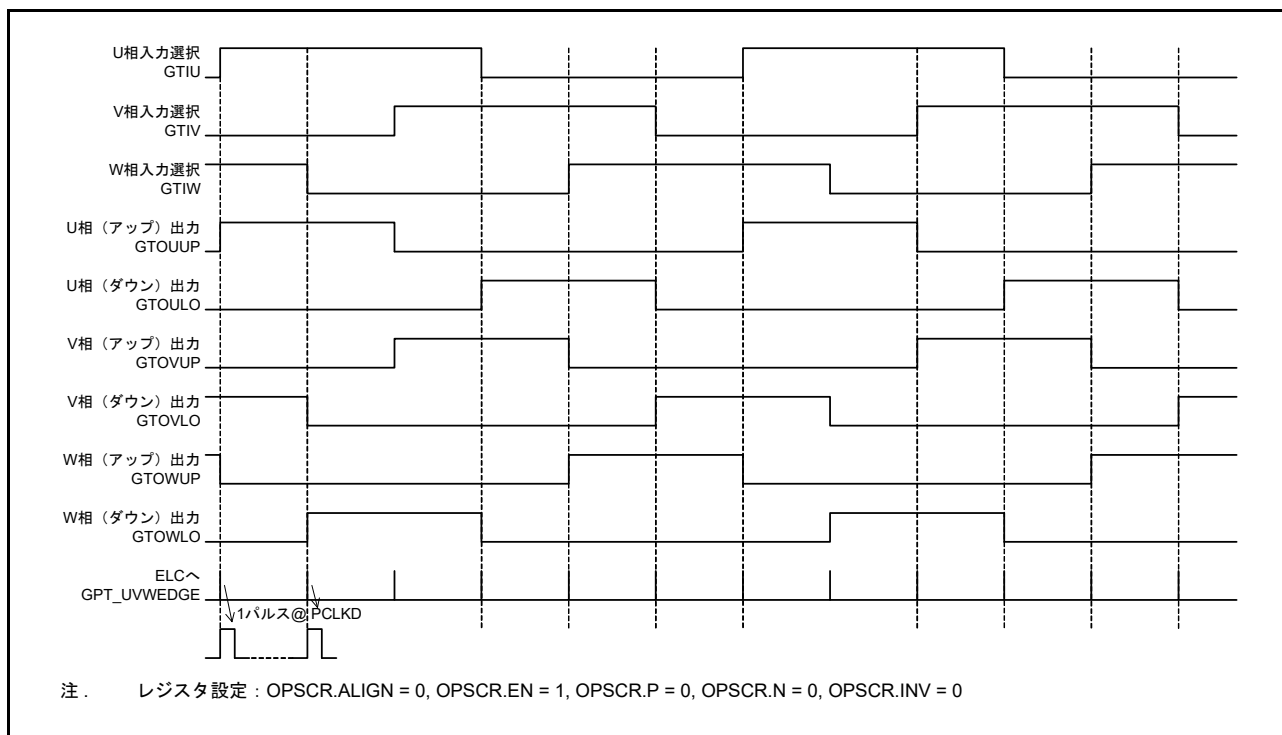 U相入力選択
GTIU
V相入力選択
GTIV
W相入力選択
GTIW
U相（アップ）出力
GTOUUP
U相（ダウン）出力
GTOULO
V相（アップ）出力
GTOVUP
V相（ダウン）出力
GTOVLO
W相（アップ）出力
GTOWUP
W相（ダウン）出力
GTOWLO
ELCへ
GPT_UVWEDGE
1パルス@ PCLKD
注 . レジスタ設定：OPSCR.ALIGN = 0, OPSCR.EN = 1, OPSCR.P = 0, OPSCR.N = 0, OPSCR.INV = 0